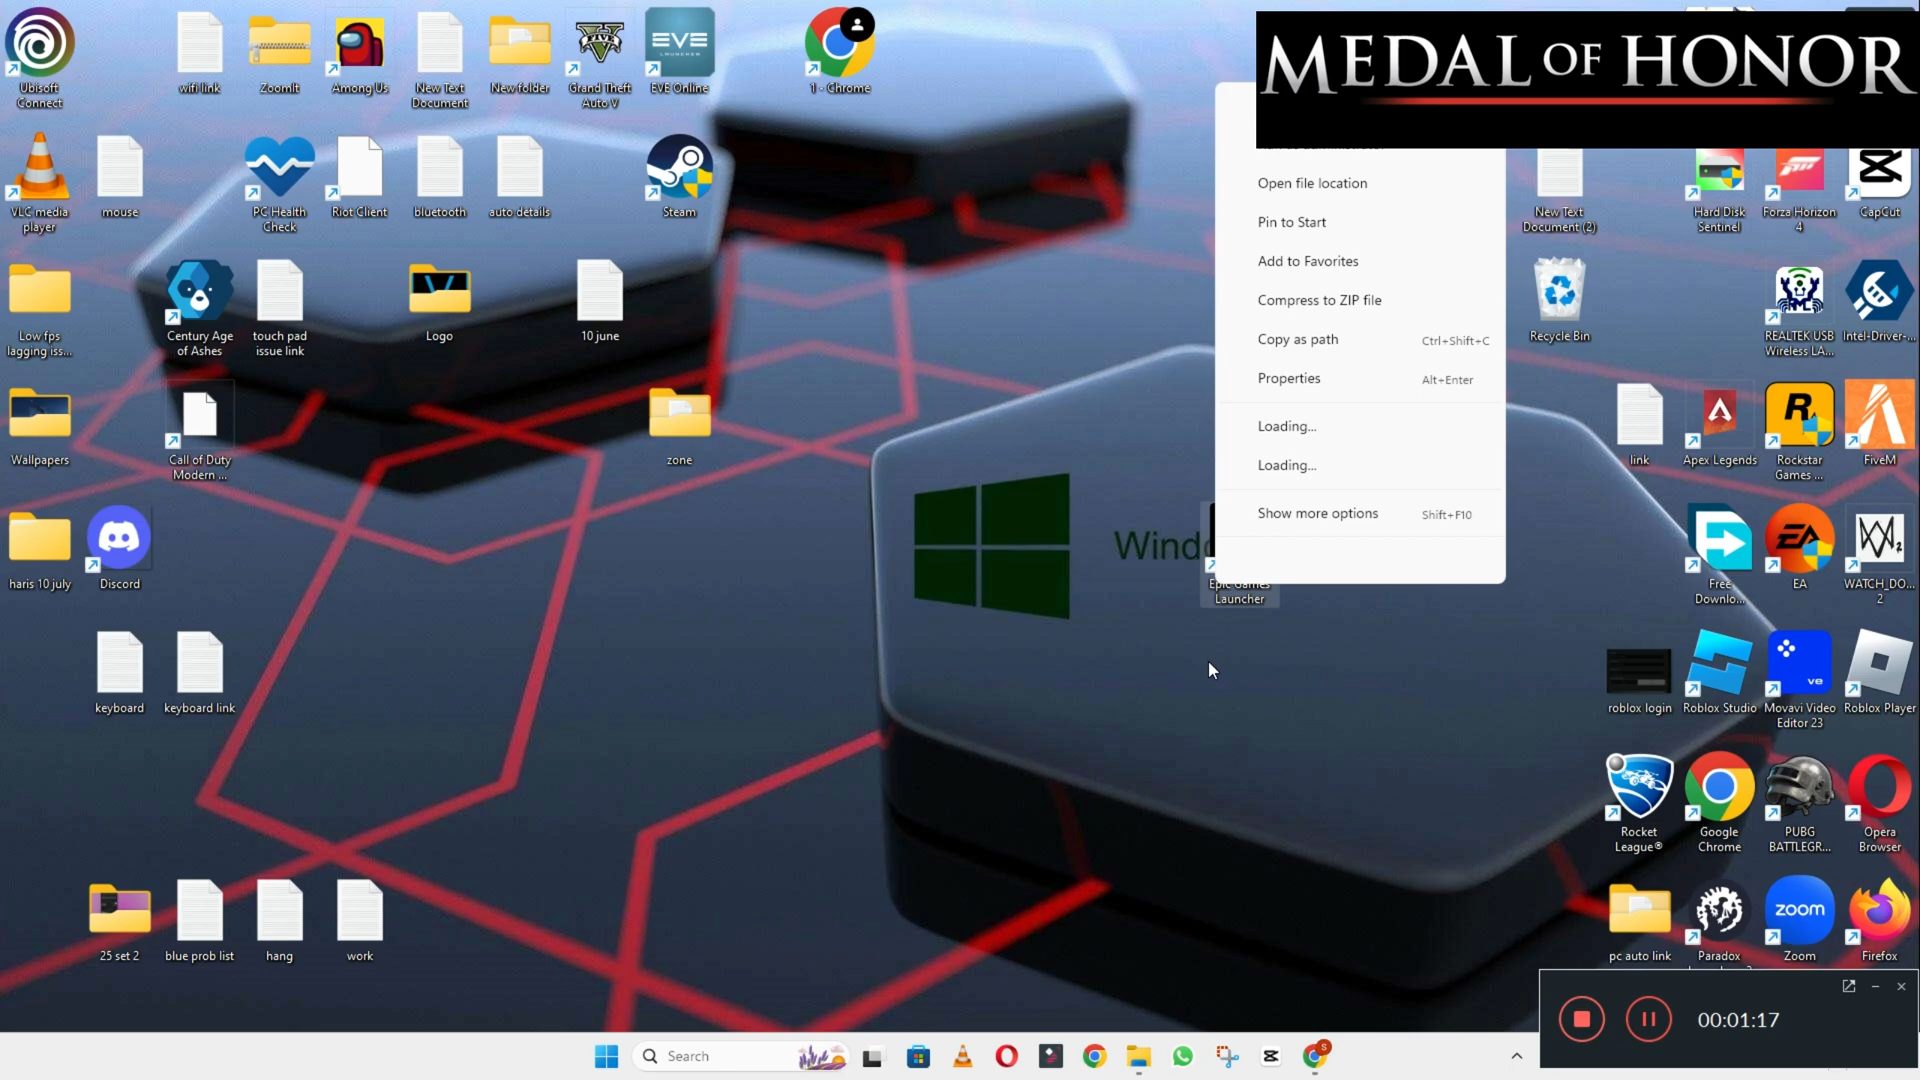 Ubisoft
Connect
wifi link
ZoomIt
Among Us
New Text
Document
New folder
Grand Theft
Auto V
EVE
LAUNCHER
EVE Online
1 - Chrome
MEDAL OF HONOR
VLC media
player
mouse
PC Health
Check
Riot Client
bluetooth
auto details
Steam
Open file location
Pin to Start
Add to Favorites
Compress to ZIP file
Copy as path Ctrl+Shift+C
Properties Alt+Enter
Loading...
Loading...
Show more options Shift+F10
New Text
Document (2)
Hard Disk
Sentinel
Forza Horizon
4
CapCut
Low fps
lagging iss...
Century Age
of Ashes
touch pad
issue link
Logo
10 june
Recycle Bin
REALTEK USB
Wireless LA...
Intel-Driver-...
Wallpapers
Call of Duty
Modern ...
zone
link
Apex Legends
Rockstar
Games ...
FiveM
haris 10 july
Discord
Windo
Epic Games
Launcher
Free
Downlo...
EA
WATCH_DO...
2
keyboard
keyboard link
roblox login
Roblox Studio
ve
Movavi Video
Editor 23
Roblox Player
Rocket
League®
Google
Chrome
PUBG
BATTLEGR...
Opera
Browser
25 set 2
blue prob list
hang
work
pc auto link
Paradox
zoom
Zoom
Firefox
00:01:17
Search
S